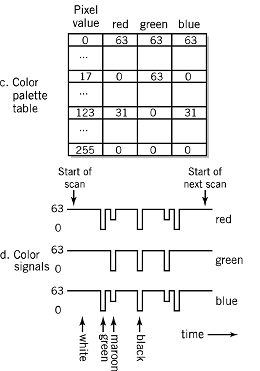 Pixel
value red green blue
0 63 63 63
...
17 0 63 0
...
123 31 0 31
...
255 0 0 0
c. Color
palette
table
Start of
scan
Start of
next scan
63
0
red
d. Color
signals
63
0
green
63
0
blue
time
white
green
maroon
black